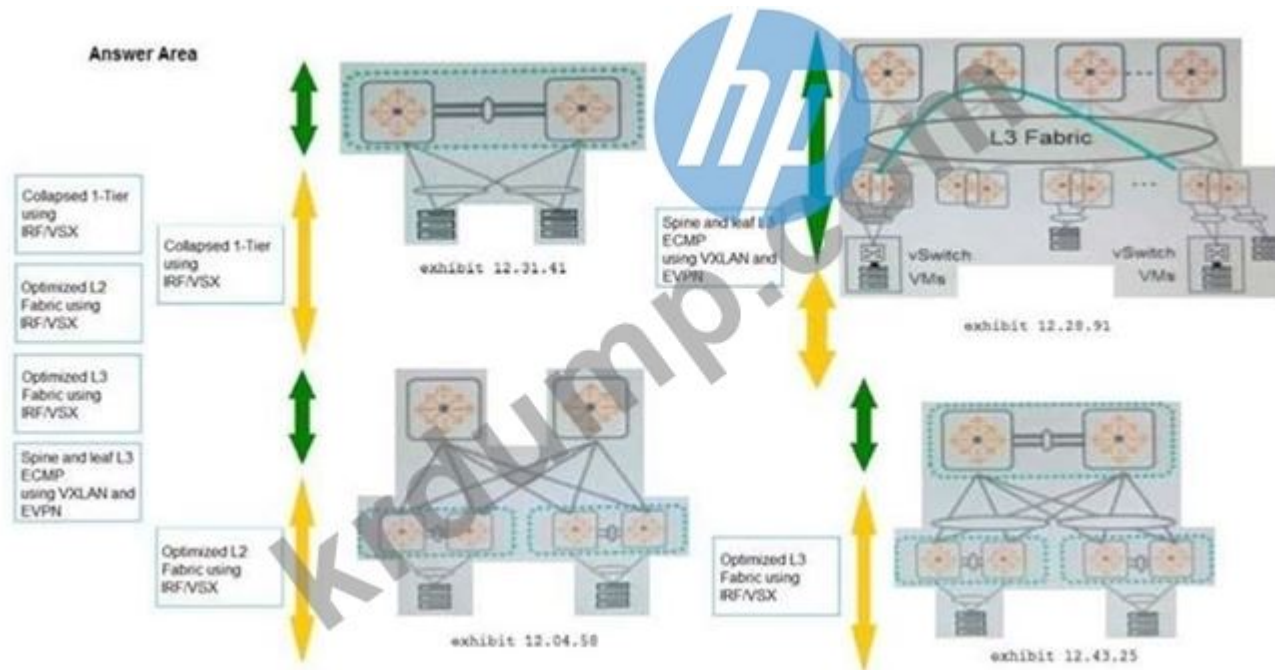 Answer Area
Collapsed 1-Tier
using
IRF/VSX
Optimized L2
Fabric using
IRF/VSX
Optimized L3
Fabric using
IRF/VSX
Spine and leaf L3
ECMP
using VXLAN and
EVPN
Collapsed 1-Tier
using
IRF/VSX
exhibit 12.31.41
Optimized L2
Fabric using
IRF/VSX
exhibit 12.04.58
hp
Spine and leaf L3
ECMP
using VXLAN and
EVPN
L3 Fabric
vSwitch
VMs
vSwitch
VMs
exhibit 12.28.91
Optimized L3
Fabric using
IRF/VSX
exhibit 12.43.25
krdump.com